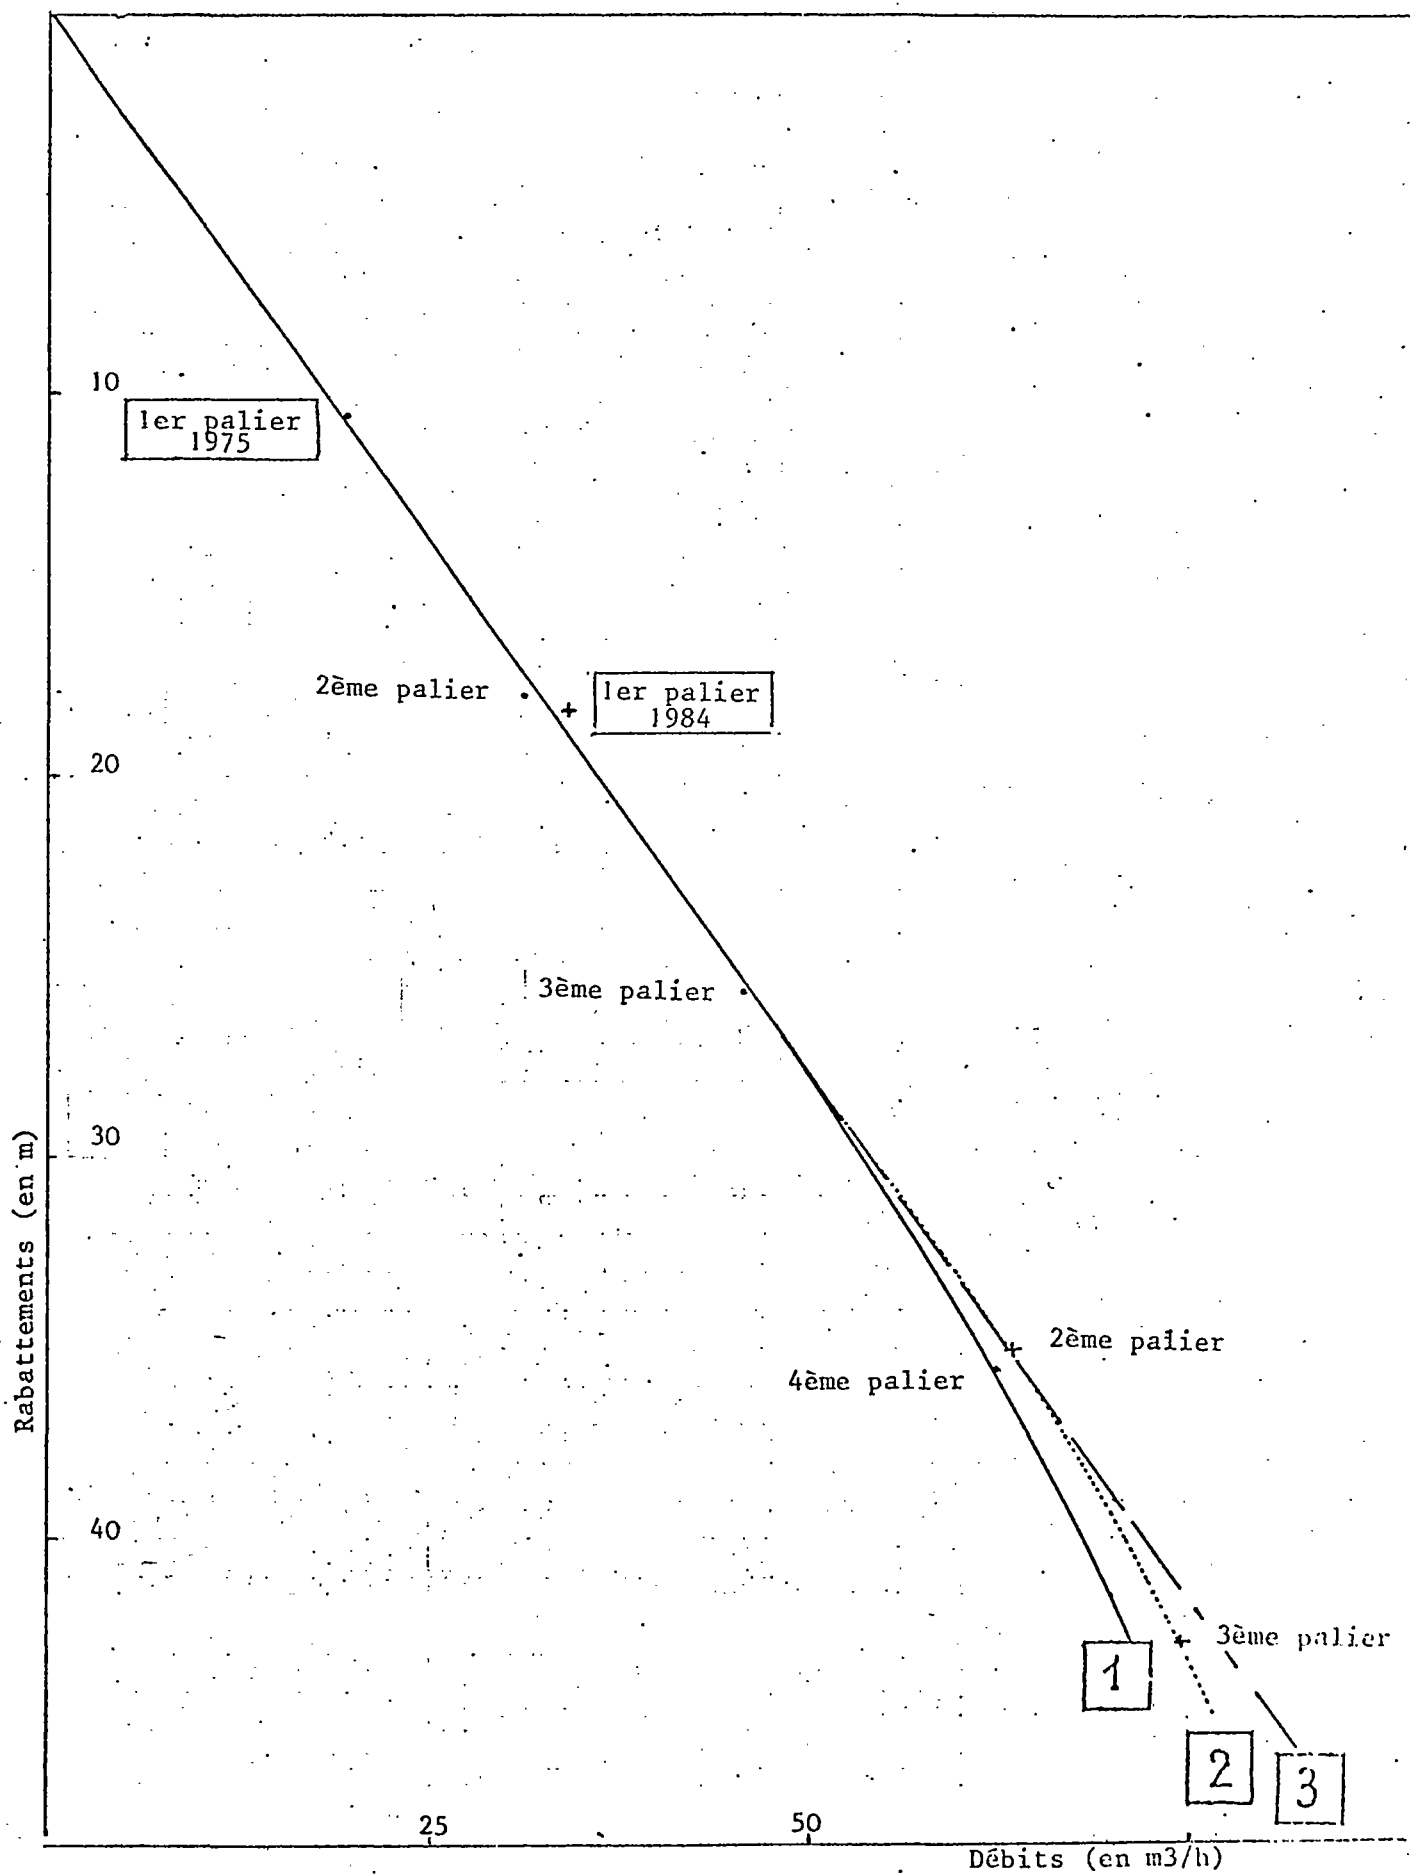 10
1er palier
1975
2ème palier
1er palier
1984
20
3ème palier
30
Rabattements (en m)
2ème palier
4ème palier
40
3ème palier
1
2
3
25
50
Débits (en m3/h)